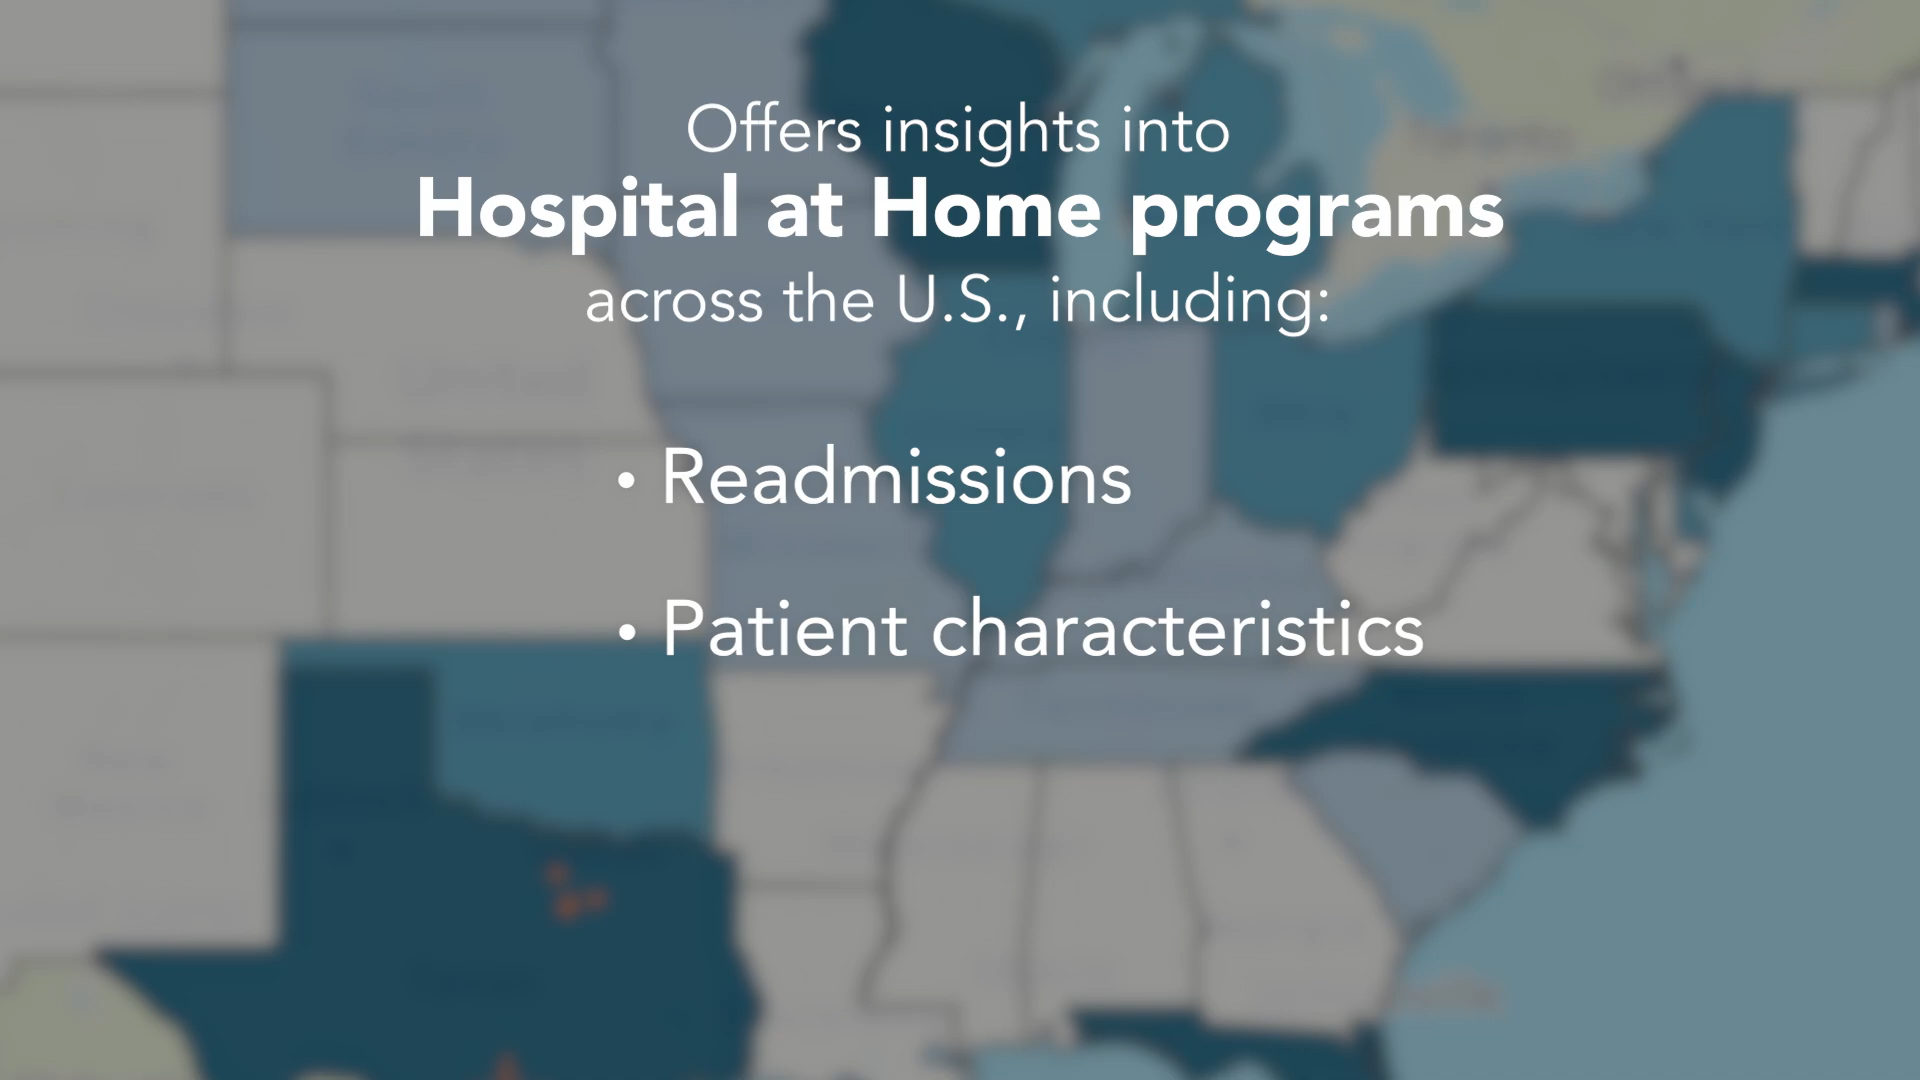 Offers insights into
Hospital at Home programs
across the U.S., including:
• Readmissions
• Patient characteristics